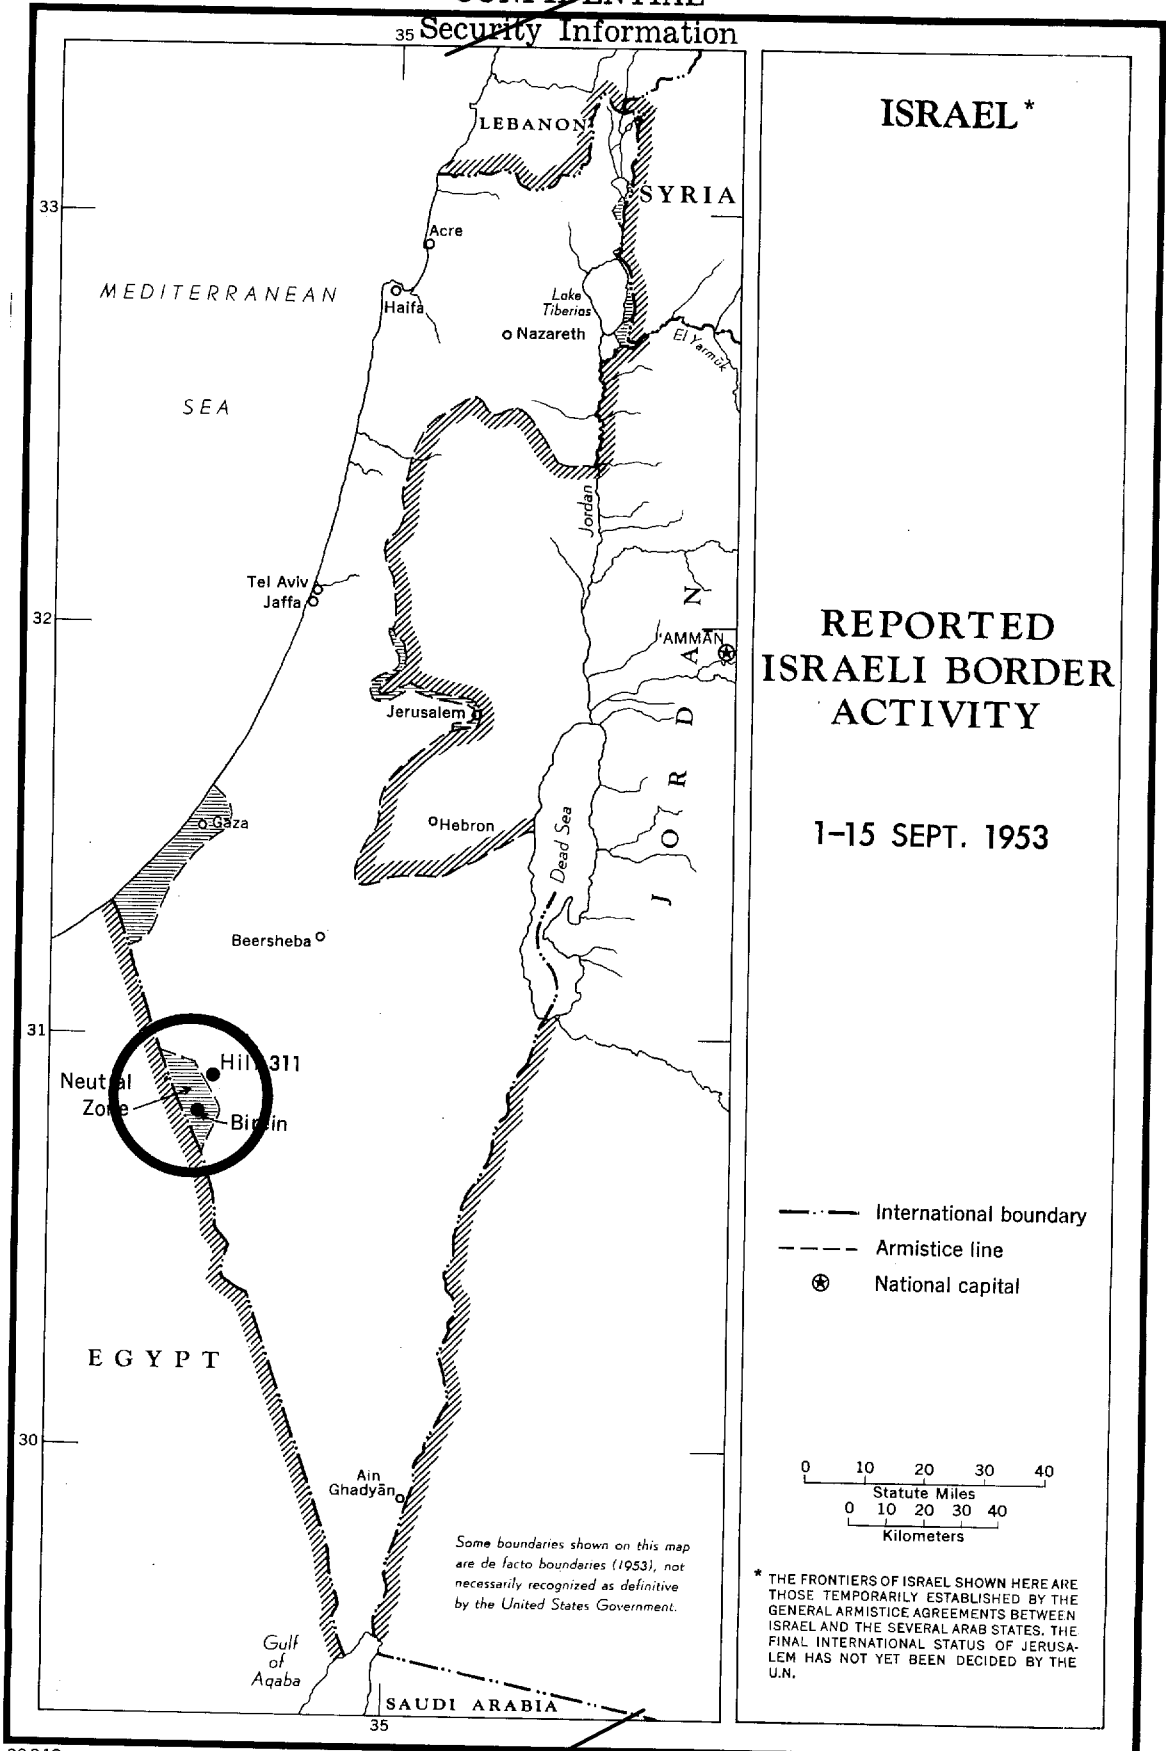 Security Information
35
LEBANON
SYRIA
33
Acre
MEDITERRANEAN
Haifa
Lake
Tiberias
Nazareth
El Yarmūk
SEA
Jordan
Tel Aviv
Jaffa
32
'AMMĀN
JORDAN
Jerusalem
Gaza
Hebron
Dead Sea
Beersheba
31
Hill 311
Neutral
Zone
Birein
EGYPT
30
Ain
Ghadyān
Some boundaries shown on this map
are de facto boundaries (1953), not
necessarily recognized as definitive
by the United States Government.
Gulf
of
Aqaba
SAUDI ARABIA
35
ISRAEL*
REPORTED
ISRAELI BORDER
ACTIVITY
1–15 SEPT. 1953
International boundary
Armistice line
National capital
0 10 20 30 40
Statute Miles
0 10 20 30 40
Kilometers
* THE FRONTIERS OF ISRAEL SHOWN HERE ARE
THOSE TEMPORARILY ESTABLISHED BY THE
GENERAL ARMISTICE AGREEMENTS BETWEEN
ISRAEL AND THE SEVERAL ARAB STATES. THE
FINAL INTERNATIONAL STATUS OF JERUSA-
LEM HAS NOT YET BEEN DECIDED BY THE
U.N.